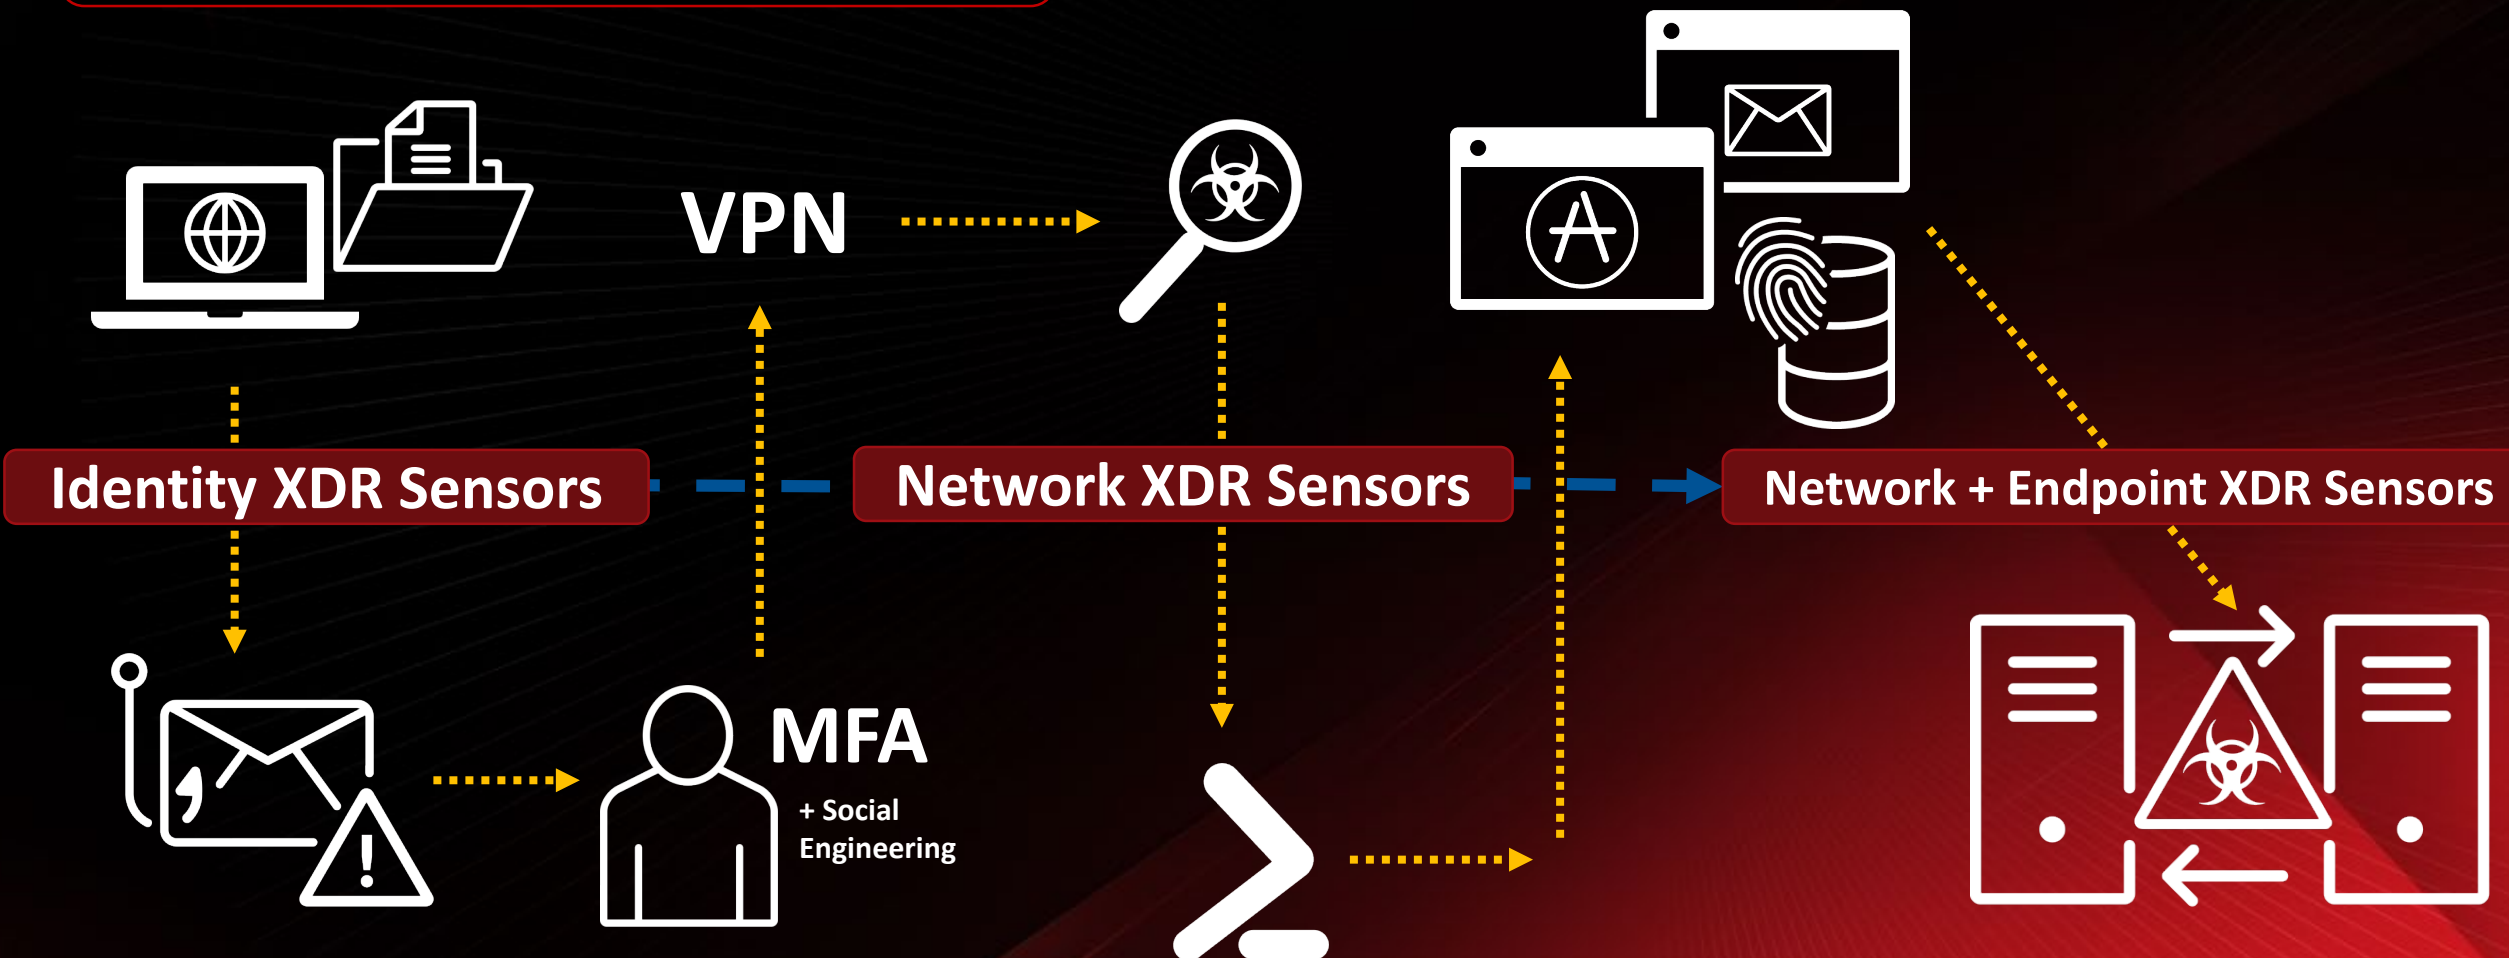 VPN
Identity XDR Sensors
Network XDR Sensors
Network + Endpoint XDR Sensors
MFA
+ Social
Engineering